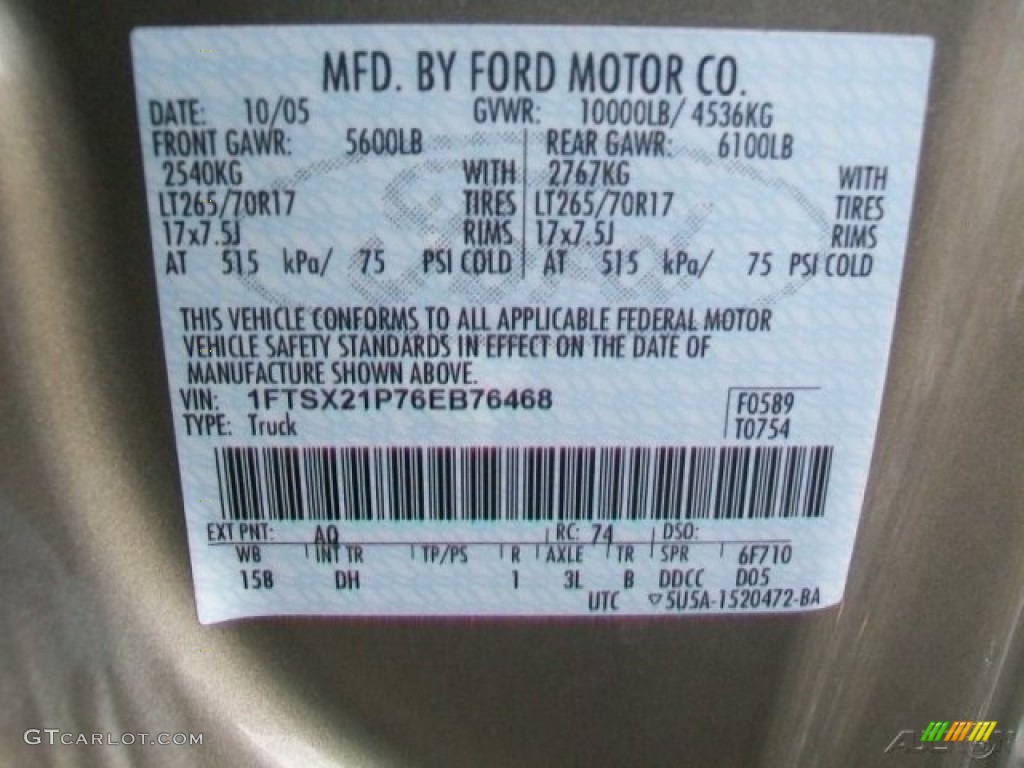 MFD. BY FORD MOTOR CO.
DATE: 10/05 GVWR: 10000LB/ 4536KG
FRONT GAWR: 5600LB REAR GAWR: 6100LB
2540KG WITH 2767KG WITH
LT265/70R17 TIRES LT265/70R17 TIRES
17x7.5J RIMS 17x7.5J RIMS
AT 515 kPa/ 75 PSI COLD AT 515 kPa/ 75 PSI COLD
THIS VEHICLE CONFORMS TO ALL APPLICABLE FEDERAL MOTOR
VEHICLE SAFETY STANDARDS IN EFFECT ON THE DATE OF
MANUFACTURE SHOWN ABOVE.
VIN: 1FTSX21P76EB76468 F0589
TYPE: Truck T0754
EXT PNT: AQ RC: 74 DSO:
WB INT TR TP/PS R AXLE TR SPR 6F710
158 DH 1 3L B DDCC D05
UTC ▽5U5A-1520472-BA
GTCARLOT.COM